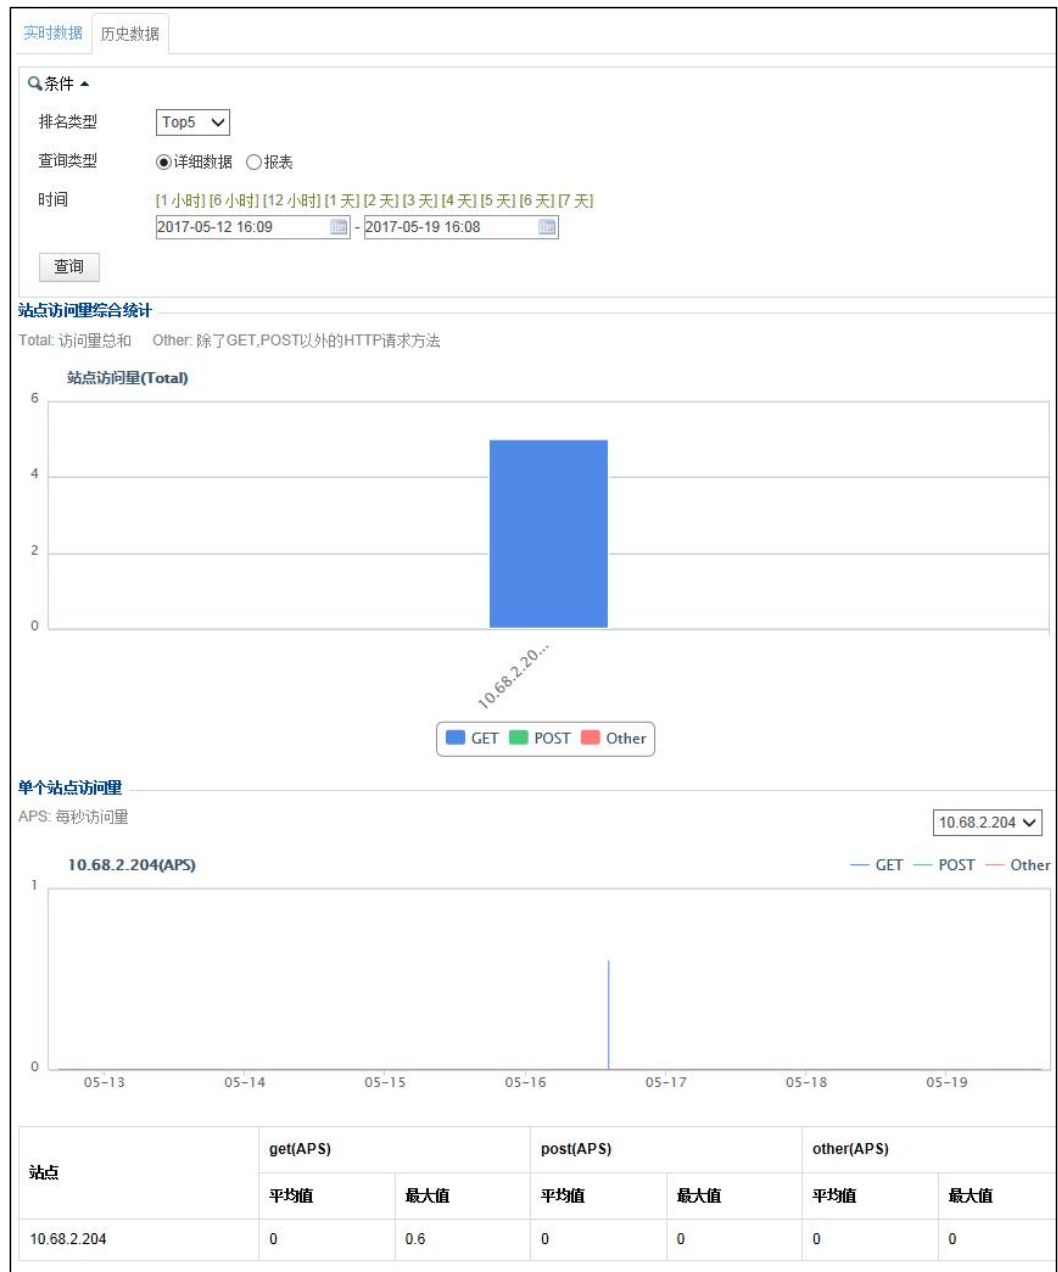 实时数据 历史数据
条件
排名类型 Top5
查询类型 详细数据 报表
时间 [1 小时] [6 小时] [12 小时] [1 天] [2 天] [3 天] [4 天] [5 天] [6 天] [7 天]
2017-05-12 16:09 - 2017-05-19 16:08
查询
站点访问量综合统计
Total: 访问量总和 Other: 除了GET,POST以外的HTTP请求方法
站点访问量(Total)
6
4
2
0
10.68.2.20...
GET POST Other
单个站点访问量
APS: 每秒访问量
10.68.2.204
10.68.2.204(APS) GET POST Other
1
0
05-13 05-14 05-15 05-16 05-17 05-18 05-19
站点 get(APS) post(APS) other(APS)
平均值 最大值 平均值 最大值 平均值 最大值
10.68.2.204 0 0.6 0 0 0 0